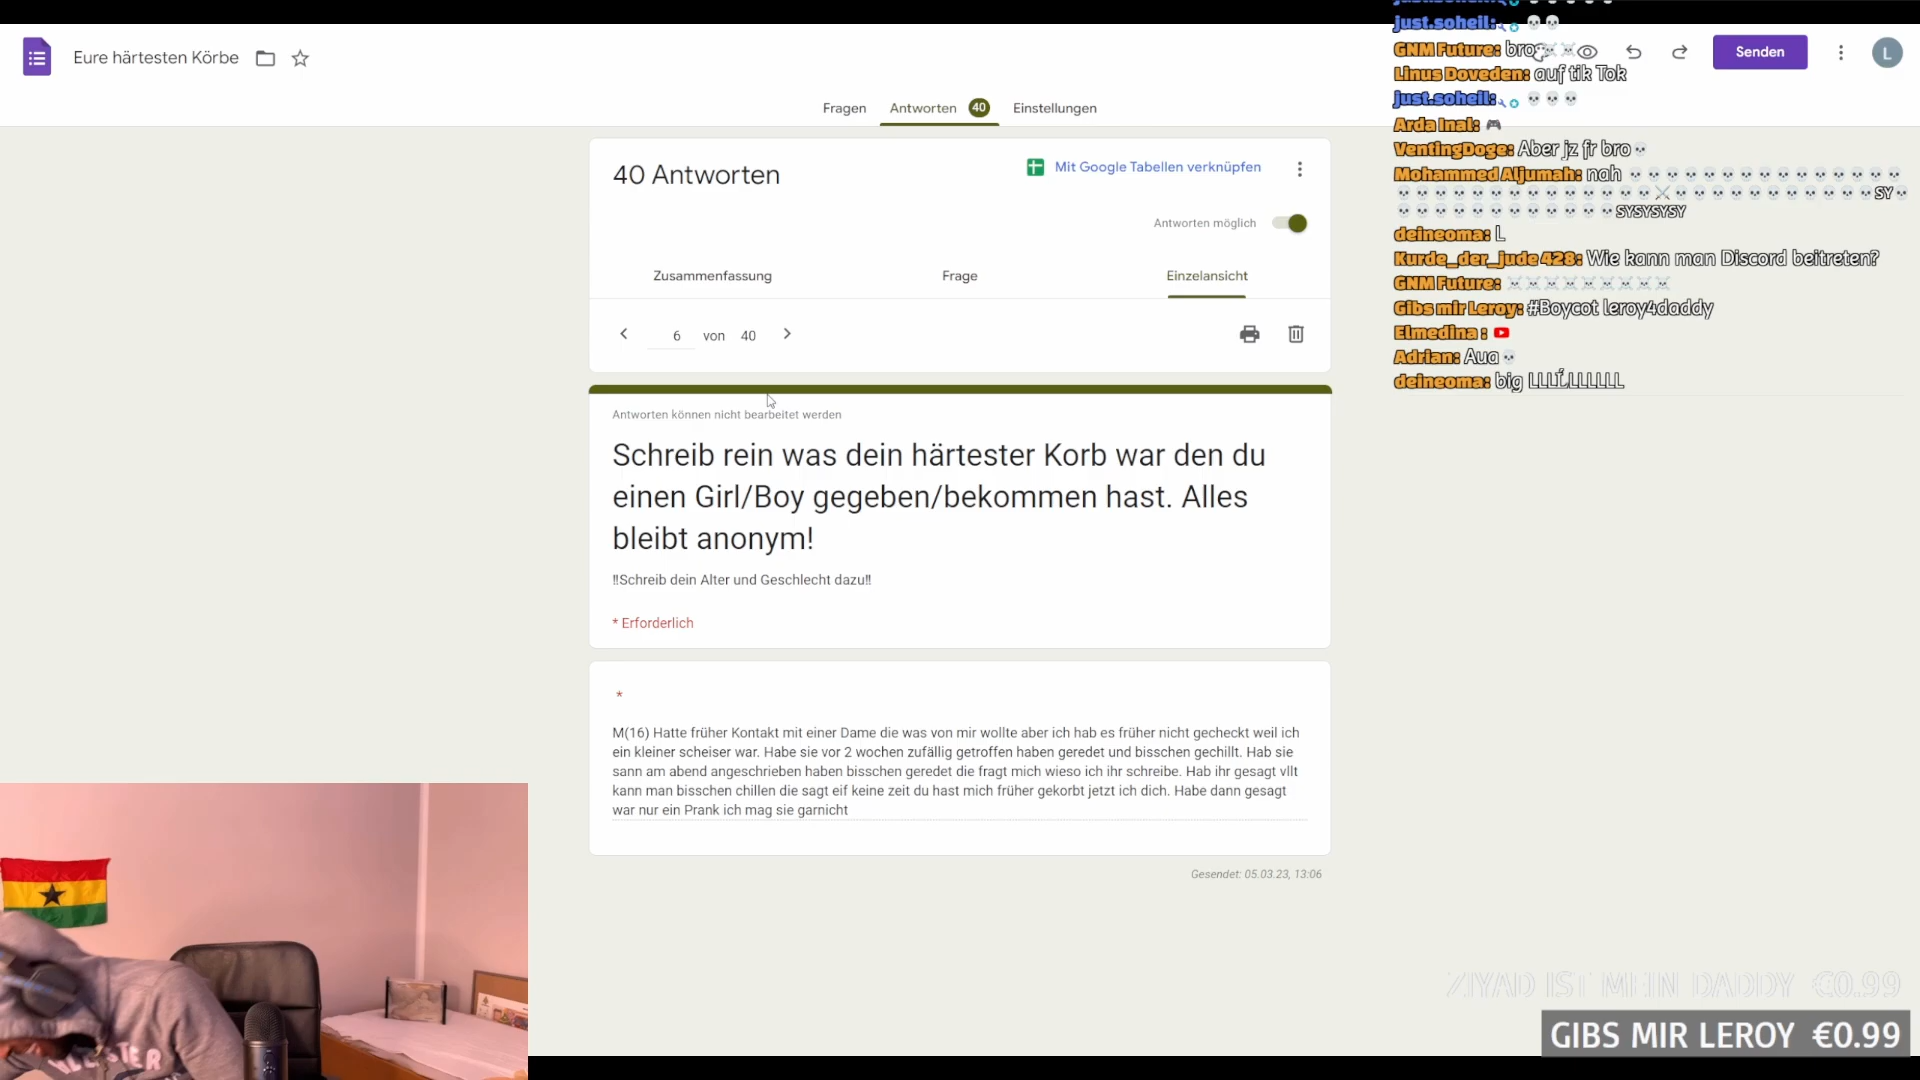 Eure härtesten Körbe
Senden
L
Fragen
Antworten 40
Einstellungen
40 Antworten
Mit Google Tabellen verknüpfen
Antworten möglich
Zusammenfassung
Frage
Einzelansicht
6 von 40
Antworten können nicht bearbeitet werden
Schreib rein was dein härtester Korb war den du
einen Girl/Boy gegeben/bekommen hast. Alles
bleibt anonym!
‼Schreib dein Alter und Geschlecht dazu‼
* Erforderlich
*
M(16) Hatte früher Kontakt mit einer Dame die was von mir wollte aber ich hab es früher nicht gecheckt weil ich
ein kleiner scheiser war. Habe sie vor 2 wochen zufällig getroffen haben geredet und bisschen gechillt. Hab sie
sann am abend angeschrieben haben bisschen geredet die fragt mich wieso ich ihr schreibe. Hab ihr gesagt vllt
kann man bisschen chillen die sagt eif keine zeit du hast mich früher gekorbt jetzt ich dich. Habe dann gesagt
war nur ein Prank ich mag sie garnicht
Gesendet: 05.03.23, 13:06
just.soheil:
GNM Future: bro
Linus Doveden: auf tik Tok
just.soheil:
Arda Inal:
VentingDoge: Aber jz fr bro
Mohammed Aljumah: nah
SY
SYSYSYSY
deineoma: L
Kurde_der_jude 428: Wie kann man Discord beitreten?
GNM Future:
Gibs mir Leroy: #Boycot leroy4daddy
Elmedina :
Adrian: Aua
deineoma: big LLLĹLLLLLL
ZIYAD IST MEIN DADDY €0.99
GIBS MIR LEROY €0.99